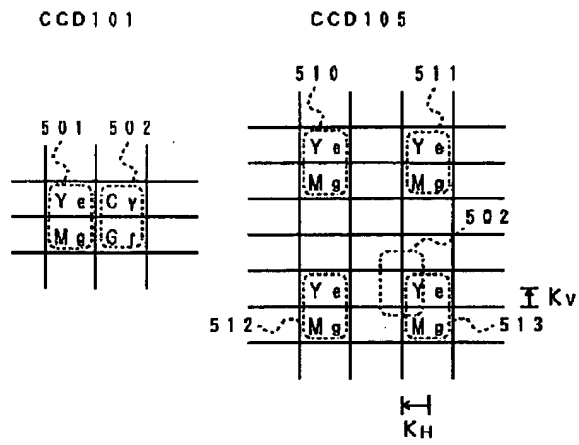 CCD101
CCD105
510 511
501 502
Ye Cy
Mg Gr
Ye Ye
Mg Mg
502
Ye Ye
Mg Mg
512 513
KV
KH